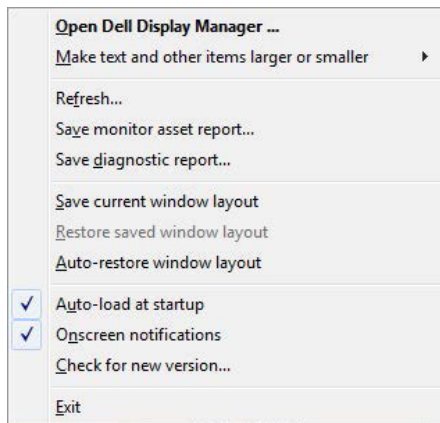 Open Dell Display Manager ...
Make text and other items larger or smaller
Refresh...
Save monitor asset report...
Save diagnostic report...
Save current window layout
Restore saved window layout
Auto-restore window layout
Auto-load at startup
Onscreen notifications
Check for new version...
Exit